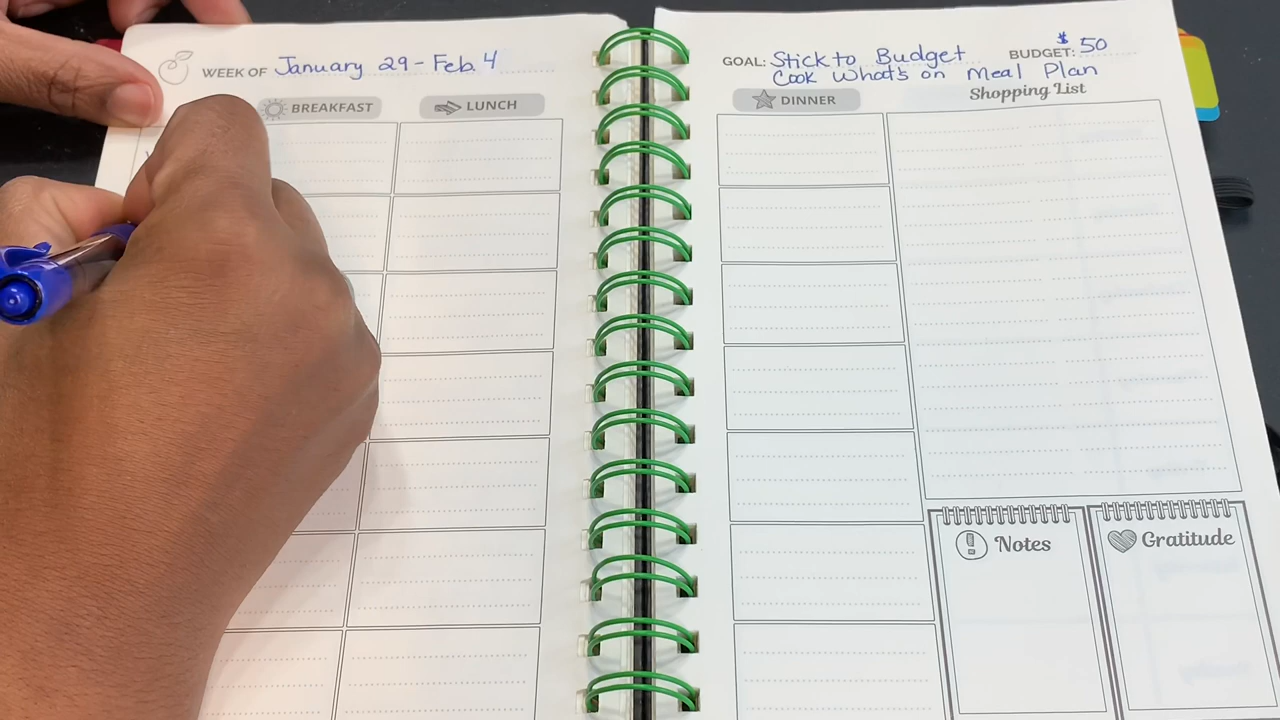 WEEK OF January 29 - Feb. 4
BREAKFAST
LUNCH
GOAL: Stick to Budget
BUDGET: $50
Cook What's on Meal Plan
DINNER
Shopping List
Notes
Gratitude